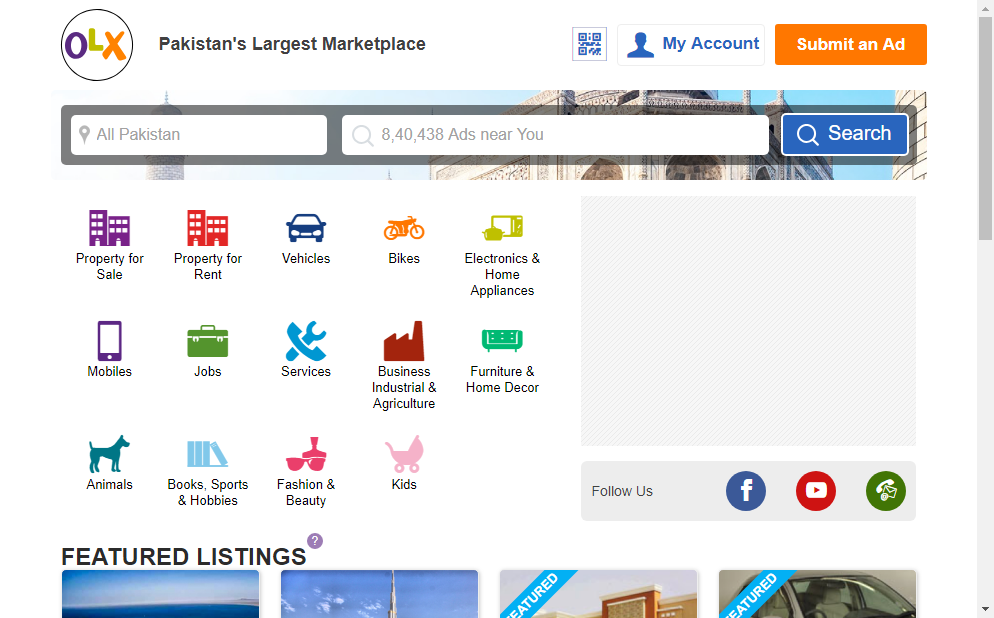 OLX
Pakistan's Largest Marketplace
My Account
Submit an Ad
All Pakistan
8,40,438 Ads near You
Search
Property for
Sale
Property for
Rent
Vehicles
Bikes
Electronics &
Home
Appliances
Mobiles
Jobs
Services
Business
Industrial &
Agriculture
Furniture &
Home Decor
Animals
Books, Sports
& Hobbies
Fashion &
Beauty
Kids
Follow Us
f
FEATURED LISTINGS
?
FEATURED
FEATURED